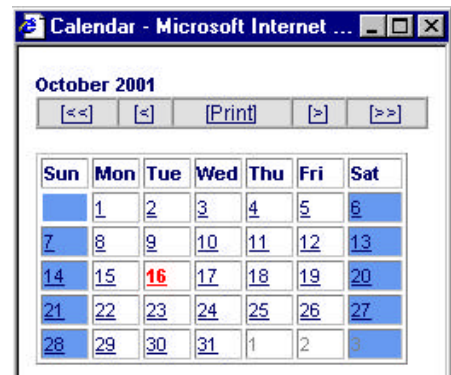 Calendar - Microsoft Internet ...
October 2001
[<<] [<] [Print] [>] [>>]
Sun Mon Tue Wed Thu Fri Sat
1 2 3 4 5 6
7 8 9 10 11 12 13
14 15 16 17 18 19 20
21 22 23 24 25 26 27
28 29 30 31 1 2 3